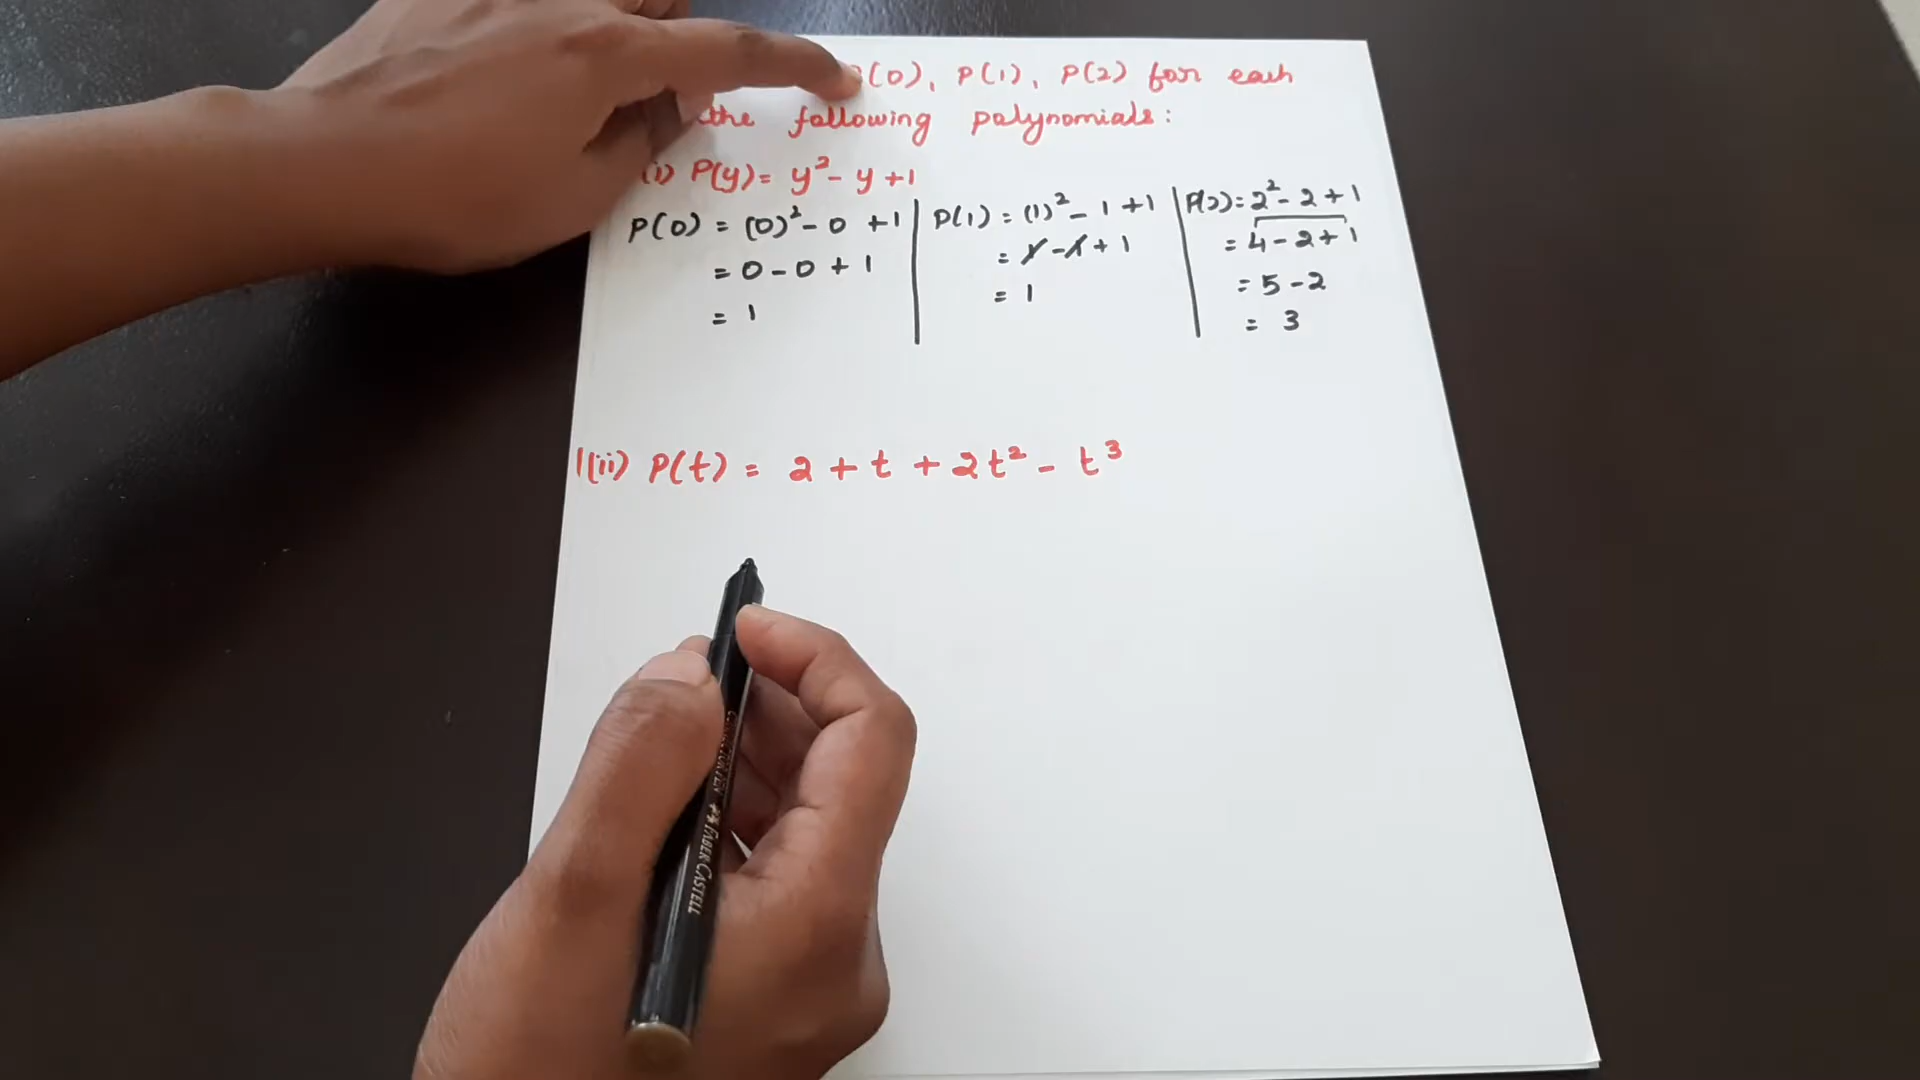 (0), P(1), P(2) for each
the following polynomials:
(i) P(y) = y² - y + 1
P(0) = (0)² - 0 + 1
= 0 - 0 + 1
= 1
P(1) = (1)² - 1 + 1
= 1 - 1 + 1
= 1
P(2) = 2² - 2 + 1
= 4 - 2 + 1
= 5 - 2
= 3
(ii) P(t) = 2 + t + 2t² - t³
FABER CASTELL